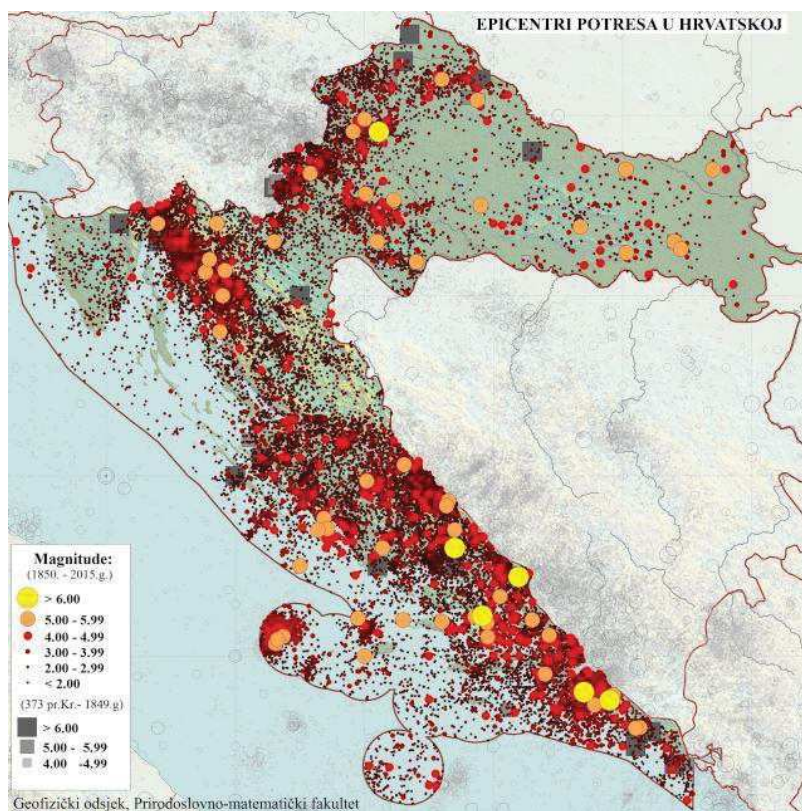 EPICENTRI POTRESA U HRVATSKOJ
Magnitude:
(1850. - 2015.g.)
> 6.00
5.00 - 5.99
4.00 - 4.99
3.00 - 3.99
2.00 - 2.99
< 2.00
(373 pr.Kr.- 1849.g)
> 6.00
5.00 - 5.99
4.00 -4,99
Geofizički odsjek, Prirodoslovno-matematički fakultet